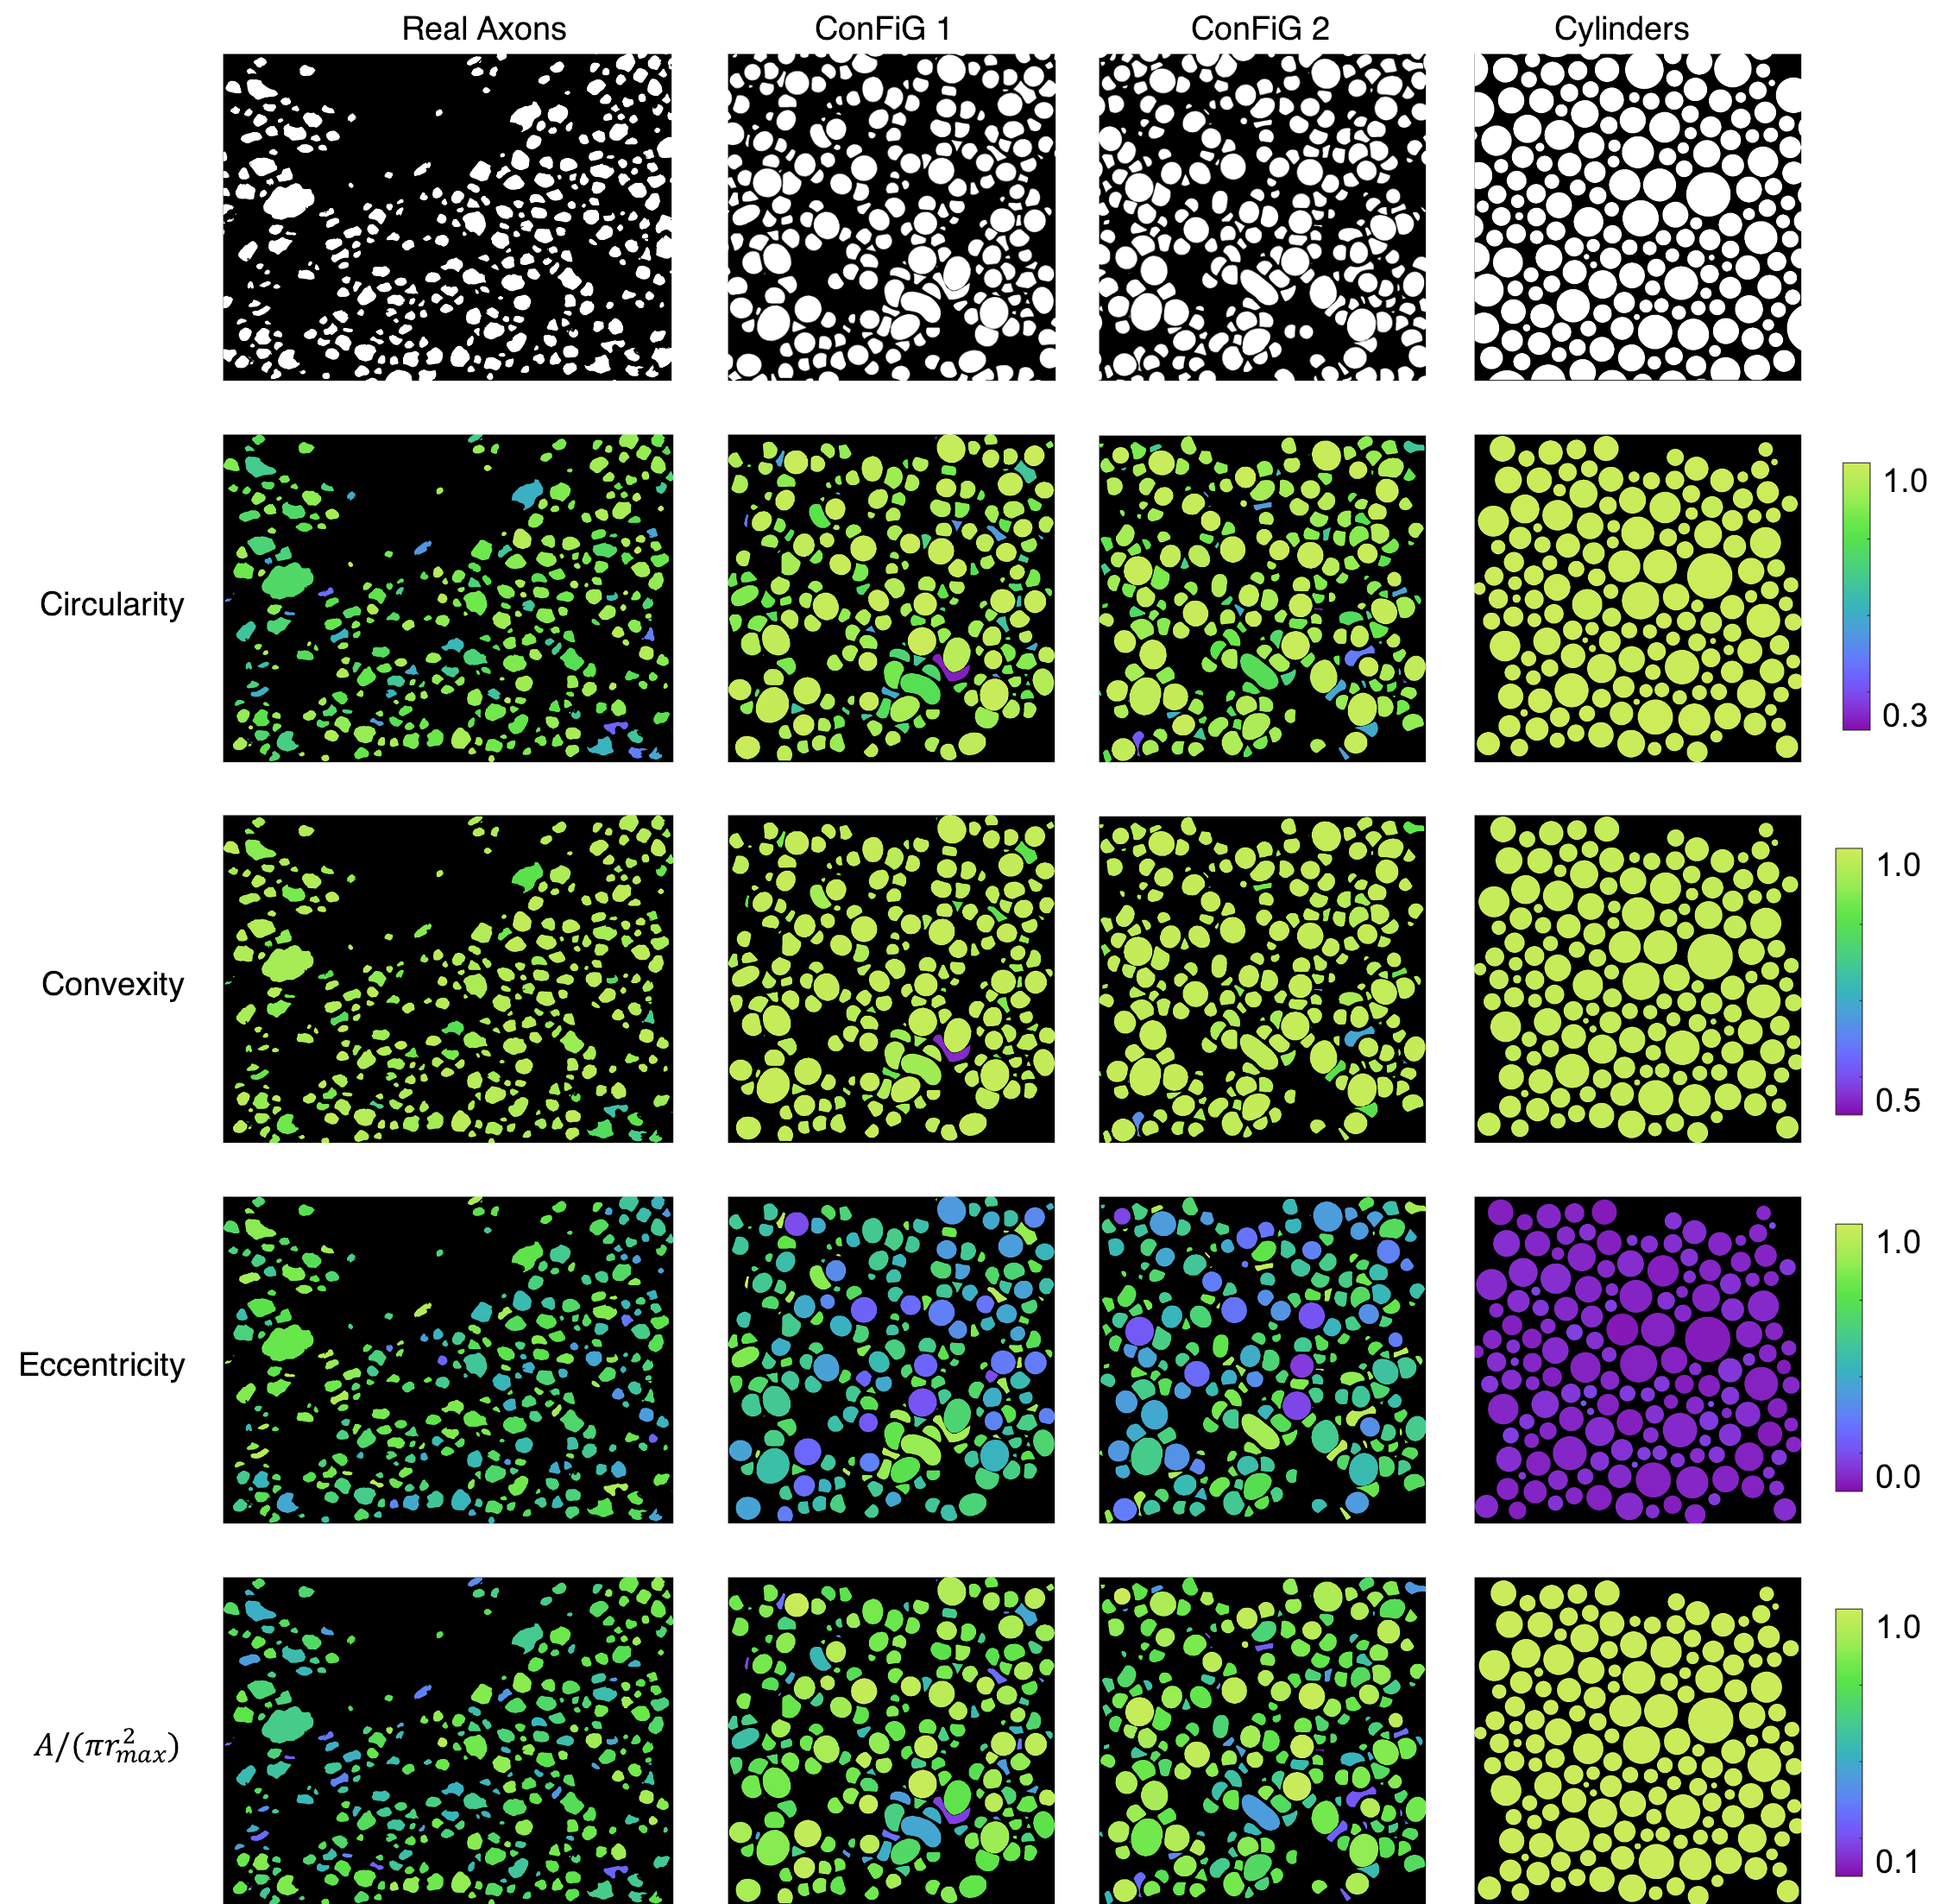 Real Axons ConFiG 1 ConFiG 2 Cylinders
Circularity
1.0
0.3
Convexity
1.0
0.5
Eccentricity
1.0
0.0
A/(πr²max)
1.0
0.1